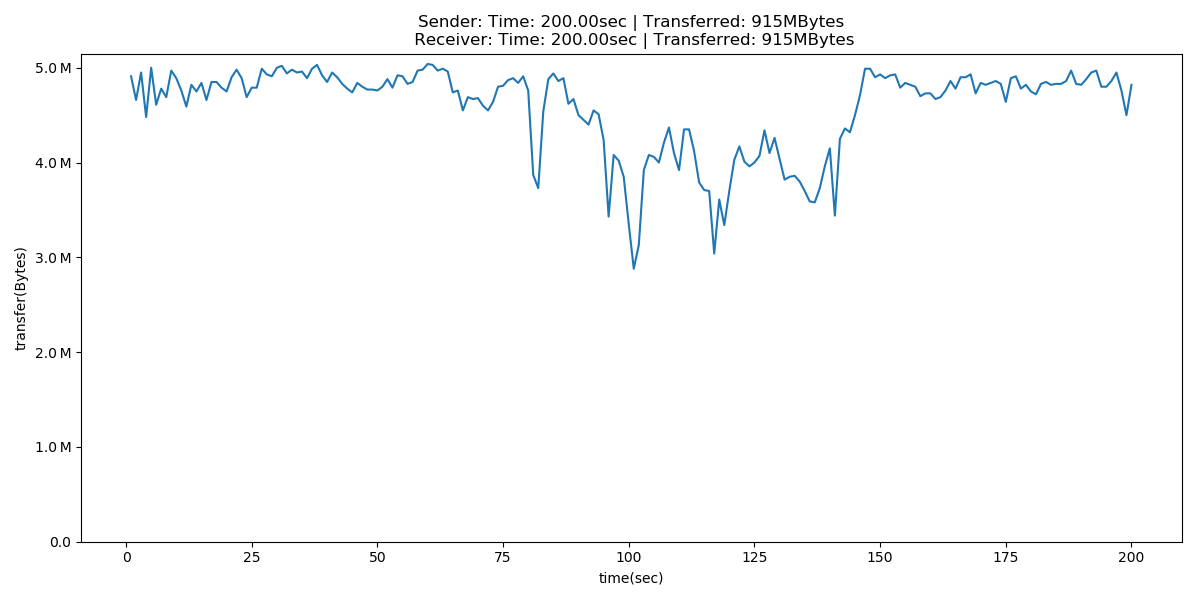 Sender: Time: 200.00sec | Transferred: 915MBytes
Receiver: Time: 200.00sec | Transferred: 915MBytes
transfer(Bytes)
5.0 M
4.0 M
3.0 M
2.0 M
1.0 M
0.0
0 25 50 75 100 125 150 175 200
time(sec)